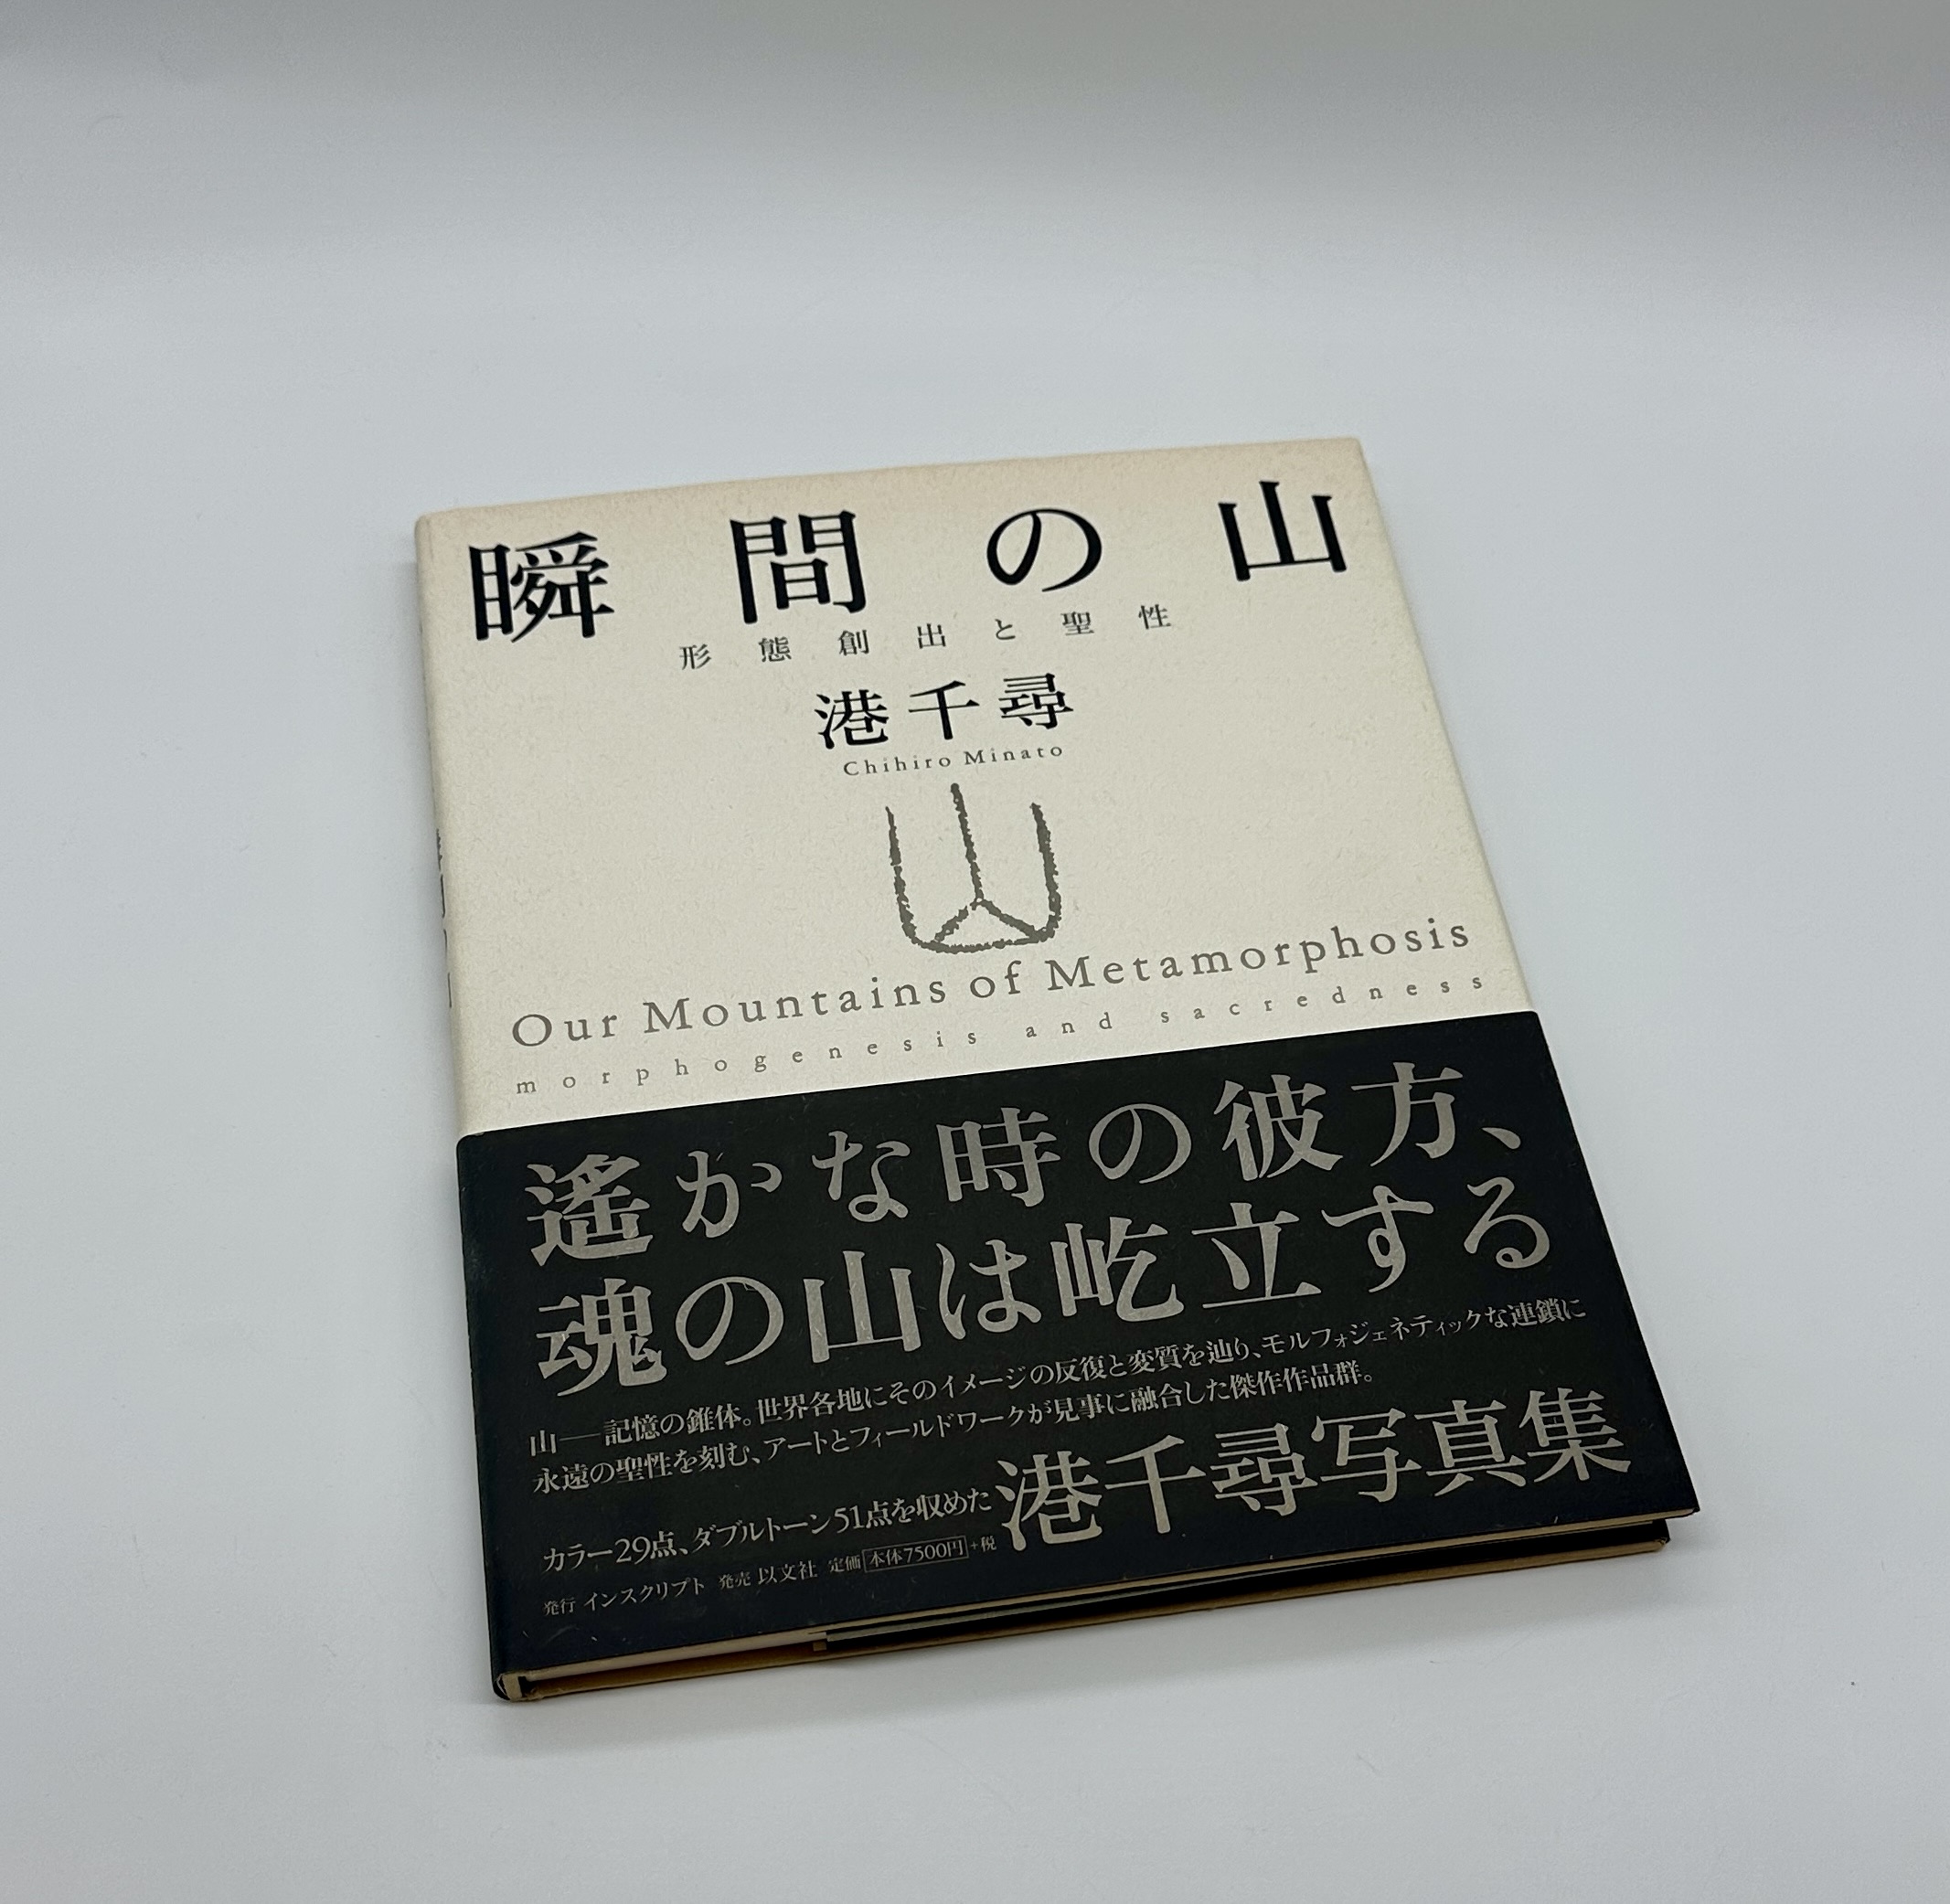 瞬間の山
形態創出と聖性
港千尋
Chihiro Minato
Our Mountains of Metamorphosis
morphogenesis and sacredness
遙かな時の彼方、
魂の山は屹立する
山——記憶の錐体。世界各地にそのイメージの反復と変質を辿り、モルフォジェネティックな連鎖に
永遠の聖性を刻む、アートとフィールドワークが見事に融合した傑作作品群。
カラー29点、ダブルトーン51点を収めた港千尋写真集
発行 インスクリプト 発売 以文社 定価 本体7500円+税